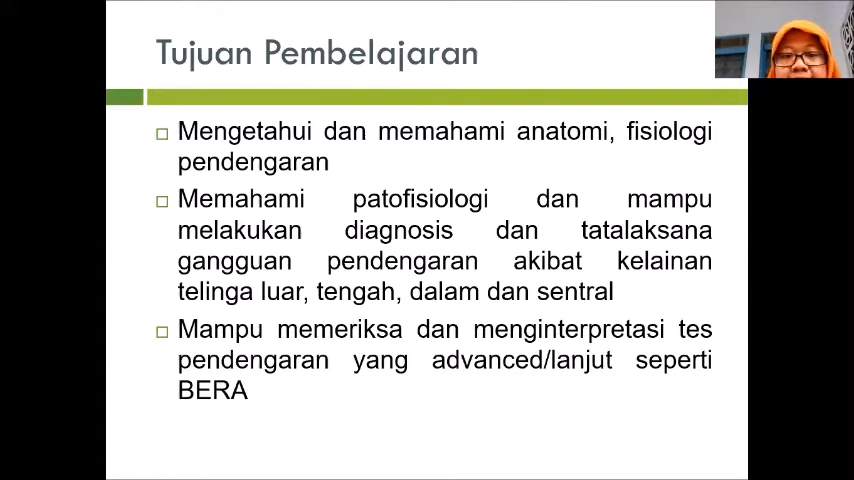 Tujuan Pembelajaran
Mengetahui dan memahami anatomi, fisiologi
pendengaran
Memahami patofisiologi dan mampu
melakukan diagnosis dan tatalaksana
gangguan pendengaran akibat kelainan
telinga luar, tengah, dalam dan sentral
Mampu memeriksa dan menginterpretasi tes
pendengaran yang advanced/lanjut seperti
BERA